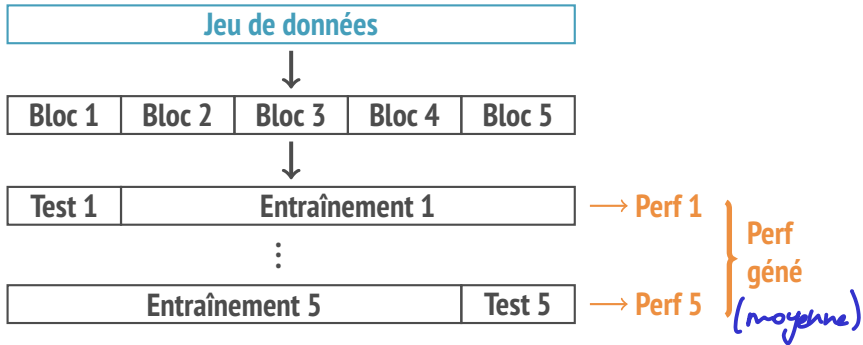 Jeu de données
Bloc 1 Bloc 2 Bloc 3 Bloc 4 Bloc 5
Test 1 Entraînement 1 → Perf 1
⋮
Entraînement 5 Test 5 → Perf 5
Perf
géné
(moyenne)